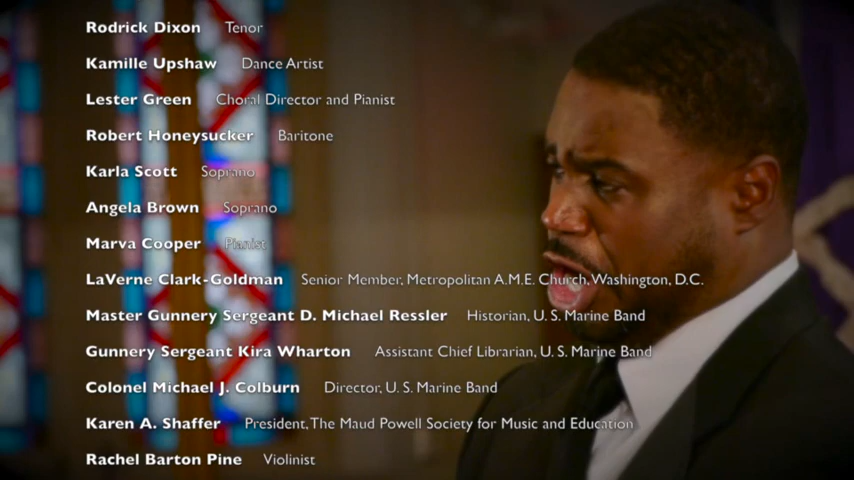 Rodrick Dixon Tenor
Kamille Upshaw Dance Artist
Lester Green Choral Director and Pianist
Robert Honeysucker Baritone
Karla Scott Soprano
Angela Brown Soprano
Marva Cooper Pianist
LaVerne Clark-Goldman Senior Member, Metropolitan A.M.E. Church, Washington, D.C.
Master Gunnery Sergeant D. Michael Ressler Historian, U. S. Marine Band
Gunnery Sergeant Kira Wharton Assistant Chief Librarian, U. S. Marine Band
Colonel Michael J. Colburn Director, U. S. Marine Band
Karen A. Shaffer President, The Maud Powell Society for Music and Education
Rachel Barton Pine Violinist